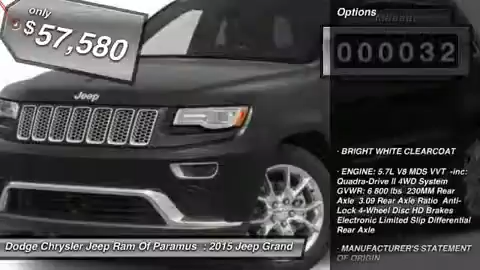 only
$57,580
Jeep
Dodge Chrysler Jeep Ram Of Paramus : 2015 Jeep Grand
Options
000032
· BRIGHT WHITE CLEARCOAT
· ENGINE: 5.7L V8 MDS VVT -inc:
Quadra-Drive II 4WD System
GVWR: 6 800 lbs 230MM Rear
Axle 3.09 Rear Axle Ratio Anti-
Lock 4-Wheel Disc HD Brakes
Electronic Limited Slip Differential
Rear Axle
· MANUFACTURER'S STATEMENT
OF ORIGIN